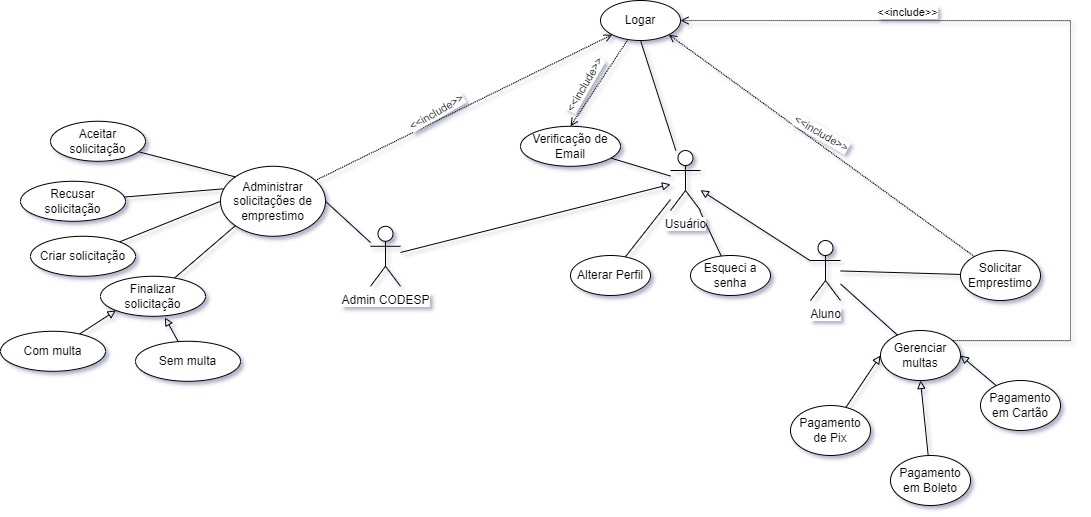 <<include>>
Logar
<<include>>
<<include>>
<<include>>
Aceitar
solicitação
Verificação de
Email
Administrar
solicitações de
emprestimo
Recusar
solicitação
Usuário
Criar solicitação
Alterar Perfil
Esqueci a
senha
Solicitar
Emprestimo
Finalizar
solicitação
Admin CODESP
Aluno
Com multa
Sem multa
Gerenciar
multas
Pagamento
em Cartão
Pagamento
de Pix
Pagamento
em Boleto